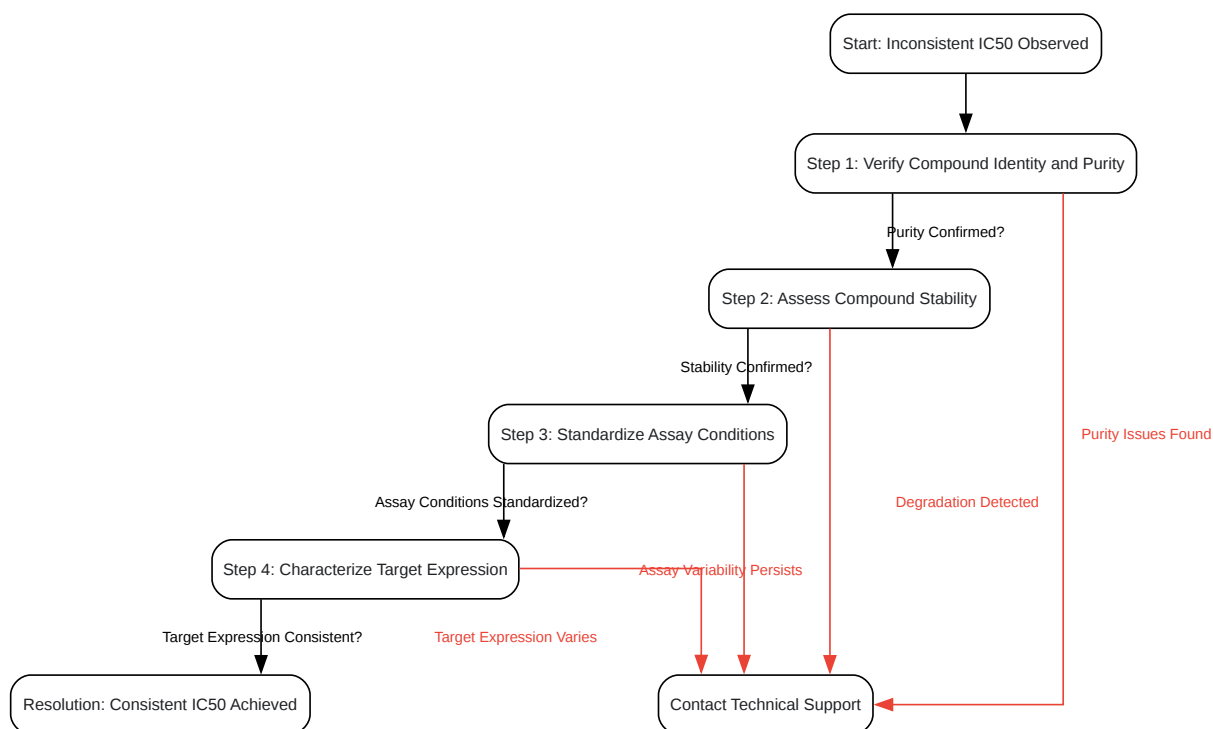 Start: Inconsistent IC50 Observed
Step 1: Verify Compound Identity and Purity
Purity Confirmed?
Step 2: Assess Compound Stability
Stability Confirmed?
Step 3: Standardize Assay Conditions
Purity Issues Found
Assay Conditions Standardized?
Degradation Detected
Step 4: Characterize Target Expression
Assay Variability Persists
Target Expression Consistent?
Target Expression Varies
Resolution: Consistent IC50 Achieved
Contact Technical Support